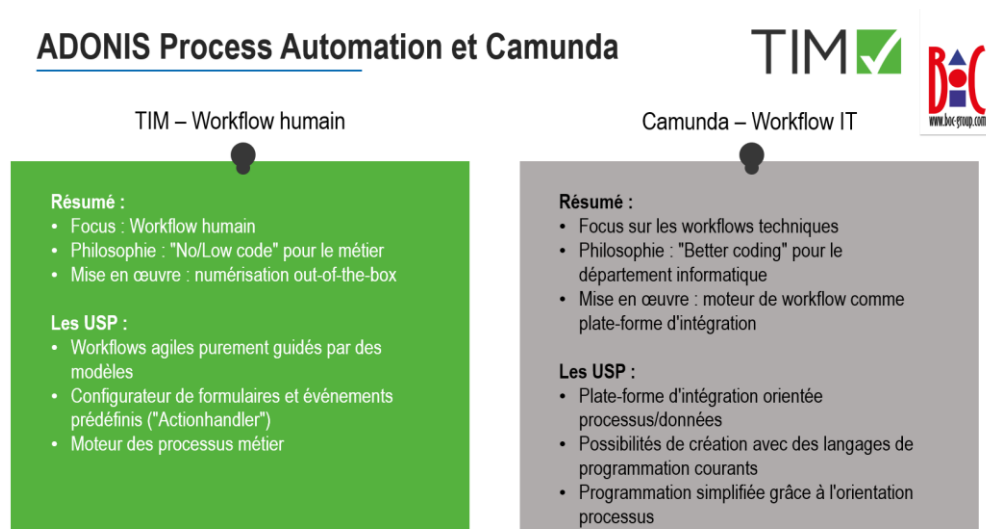 ADONIS Process Automation et Camunda
TIM
BOC
www.boc-group.com
TIM – Workflow humain
Résumé :
• Focus : Workflow humain
• Philosophie : "No/Low code" pour le métier
• Mise en œuvre : numérisation out-of-the-box
Les USP :
• Workflows agiles purement guidés par des
modèles
• Configurateur de formulaires et événements
prédéfinis ("Actionhandler")
• Moteur des processus métier
Camunda – Workflow IT
Résumé :
• Focus sur les workflows techniques
• Philosophie : "Better coding" pour le
département informatique
• Mise en œuvre : moteur de workflow comme
plate-forme d'intégration
Les USP :
• Plate-forme d'intégration orientée
processus/données
• Possibilités de création avec des langages de
programmation courants
• Programmation simplifiée grâce à l'orientation
processus